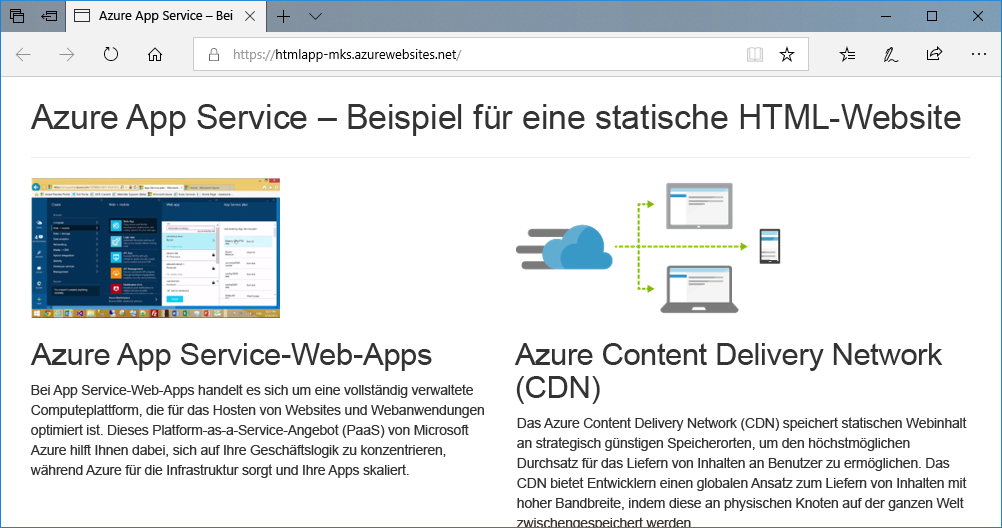 Azure App Service – Bei
https://htmlapp-mks.azurewebsites.net/
Azure App Service – Beispiel für eine statische HTML-Website
Azure App Service-Web-Apps
Bei App Service-Web-Apps handelt es sich um eine vollständig verwaltete
Computeplattform, die für das Hosten von Websites und Webanwendungen
optimiert ist. Dieses Platform-as-a-Service-Angebot (PaaS) von Microsoft
Azure hilft Ihnen dabei, sich auf Ihre Geschäftslogik zu konzentrieren,
während Azure für die Infrastruktur sorgt und Ihre Apps skaliert.
Azure Content Delivery Network
(CDN)
Das Azure Content Delivery Network (CDN) speichert statischen Webinhalt
an strategisch günstigen Speicherorten, um den höchstmöglichen
Durchsatz für das Liefern von Inhalten an Benutzer zu ermöglichen. Das
CDN bietet Entwicklern einen globalen Ansatz zum Liefern von Inhalten mit
hoher Bandbreite, indem diese an physischen Knoten auf der ganzen Welt
zwischengespeichert werden